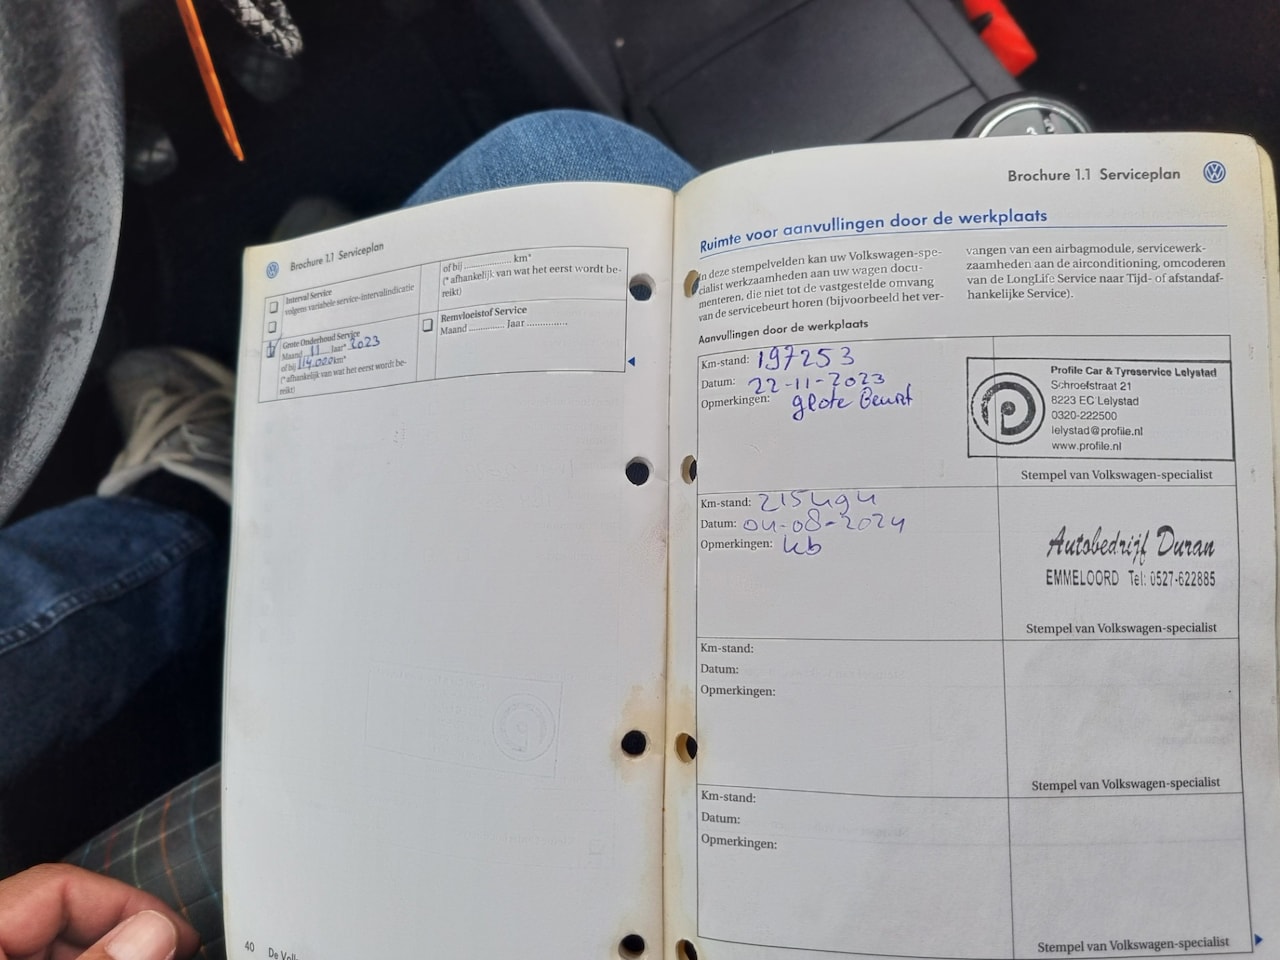 Brochure 1.1 Serviceplan
Interval Service
volgens variabele service-intervalindicatie
Grote Onderhoud Service
Maand 11 Jaar* 2023
of bij 114.000 km*
(* afhankelijk van wat het eerst wordt be-
reikt)
of bij .................... km*
(* afhankelijk van wat het eerst wordt be-
reikt)
Remvloeistof Service
Maand .............. Jaar ...............
40 De Volk
Brochure 1.1 Serviceplan
Ruimte voor aanvullingen door de werkplaats
In deze stempelvelden kan uw Volkswagen-spe-
cialist werkzaamheden aan uw wagen docu-
menteren, die niet tot de vastgestelde omvang
van de servicebeurt horen (bijvoorbeeld het ver-
vangen van een airbagmodule, servicewerk-
zaamheden aan de airconditioning, omcoderen
van de LongLife Service naar Tijd- of afstandaf-
hankelijke Service).
Aanvullingen door de werkplaats
Km-stand: 197253
Datum: 22-11-2023
Opmerkingen: glote Beurt
Profile Car & Tyreservice Lelystad
Schroefstraat 21
8223 EC Lelystad
0320-222500
lelystad@profile.nl
www.profile.nl
Stempel van Volkswagen-specialist
Km-stand: 215494
Datum: 04-08-2024
Opmerkingen: kb
Autobedrijf Duran
EMMELOORD Tel: 0527-622885
Stempel van Volkswagen-specialist
Km-stand:
Datum:
Opmerkingen:
Stempel van Volkswagen-specialist
Km-stand:
Datum:
Opmerkingen:
Stempel van Volkswagen-specialist